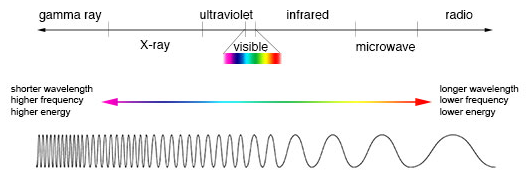 gamma ray ultraviolet infrared radio
X-ray visible microwave
shorter wavelength
higher frequency
higher energy
longer wavelength
lower frequency
lower energy